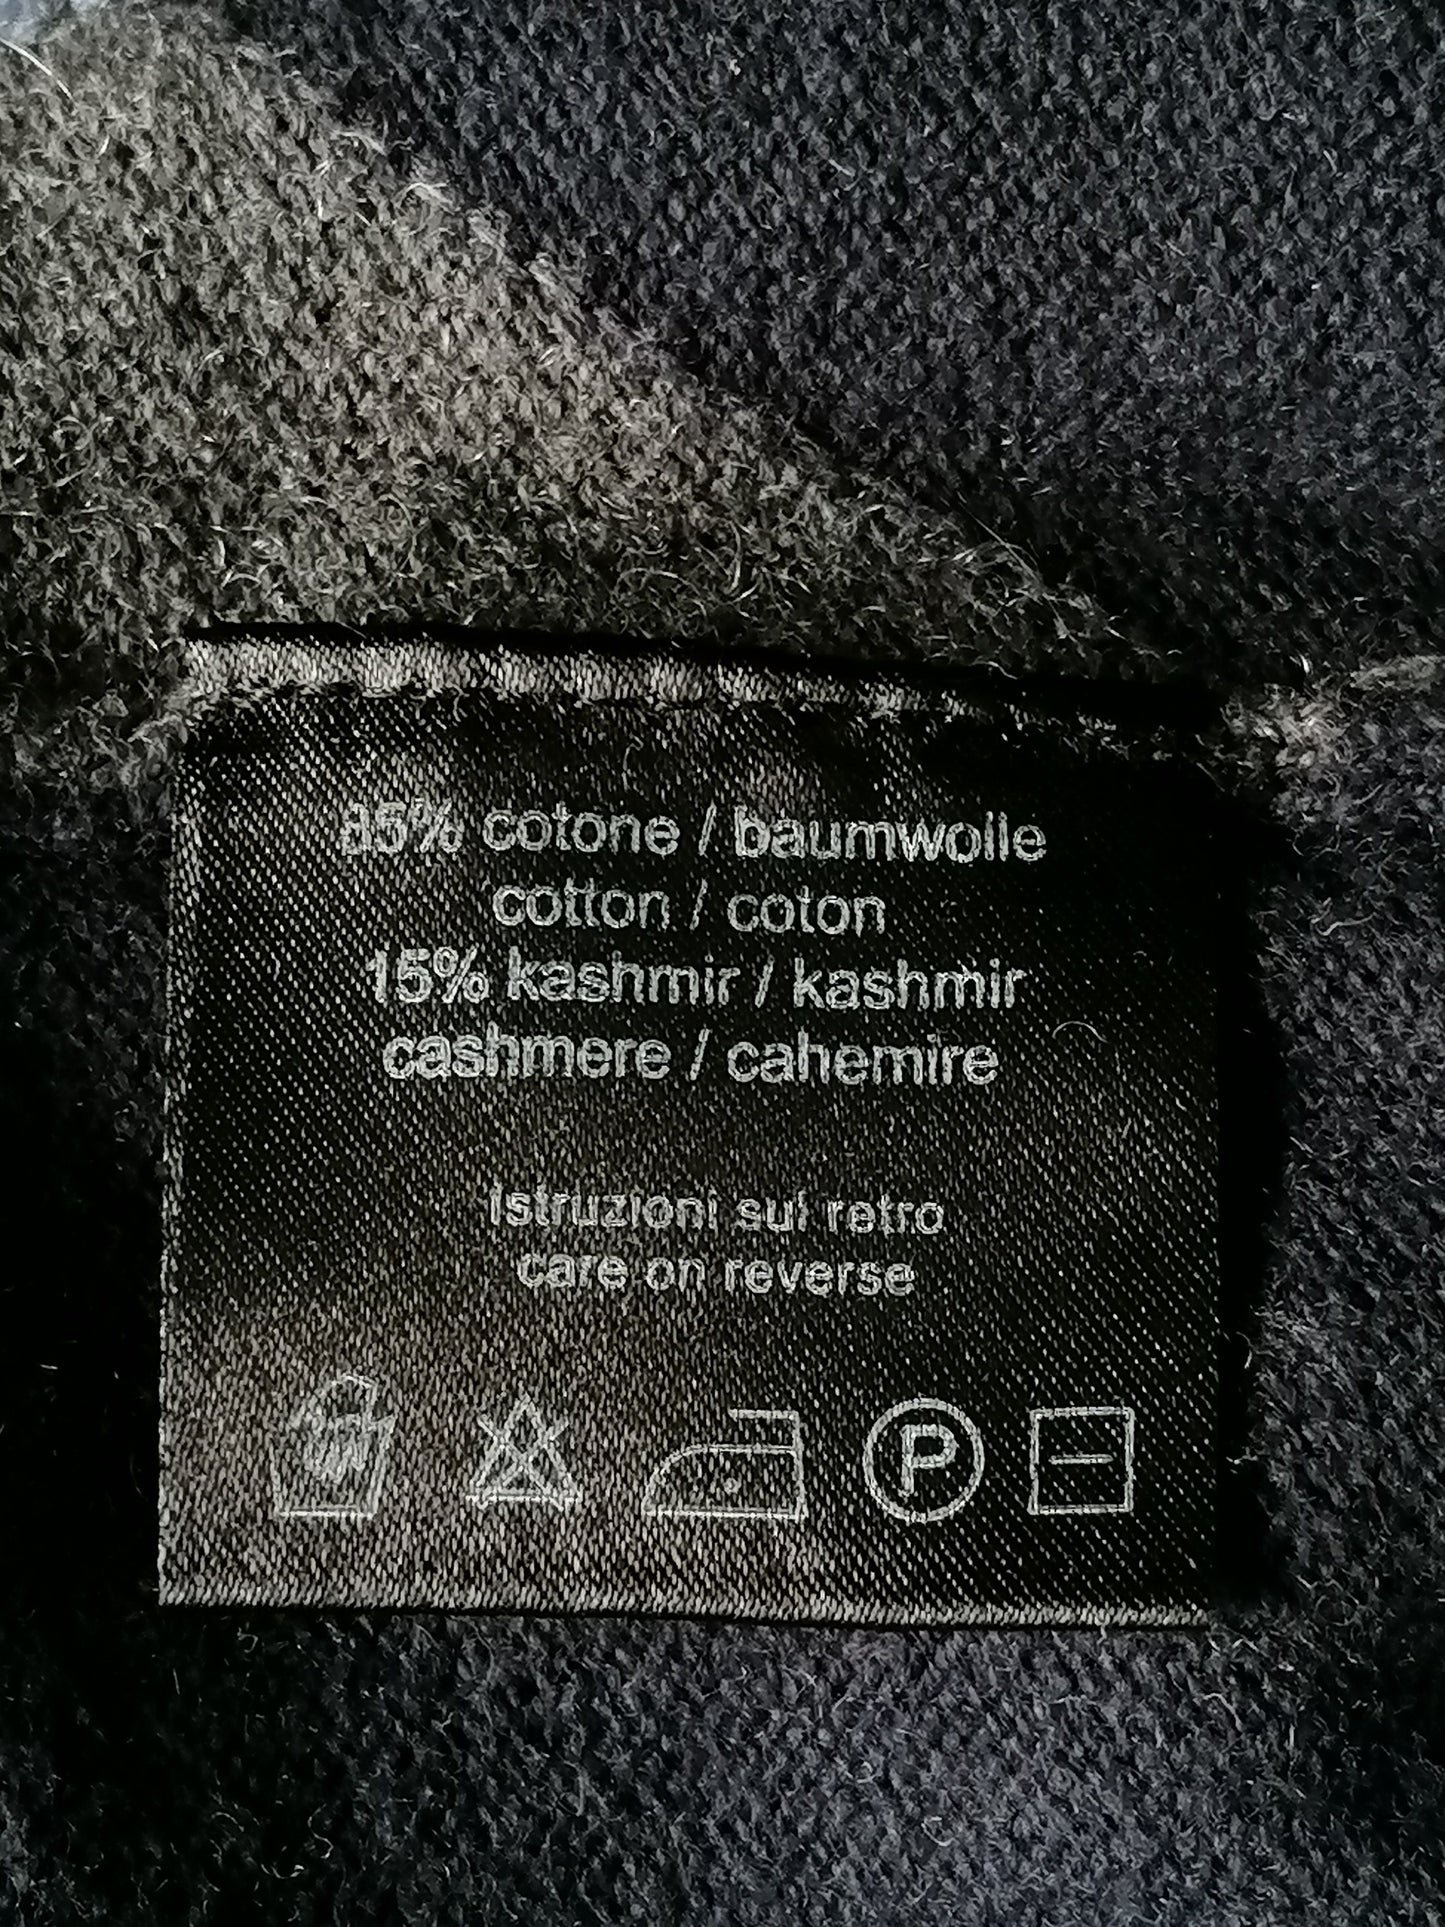 85% cotone / baumwolle
cotton / coton
15% kashmir / kashmir
cashmere / cahemire
istruzioni sul retro
care on reverse
P